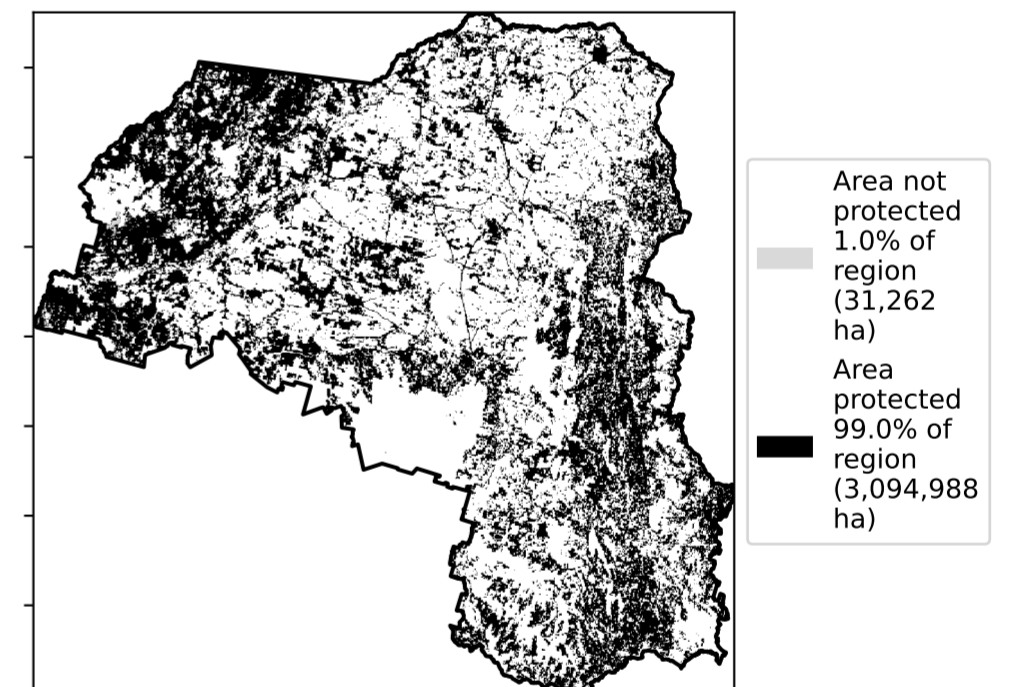 Area not
protected
1.0% of
region
(31,262
ha)
Area
protected
99.0% of
region
(3,094,988
ha)